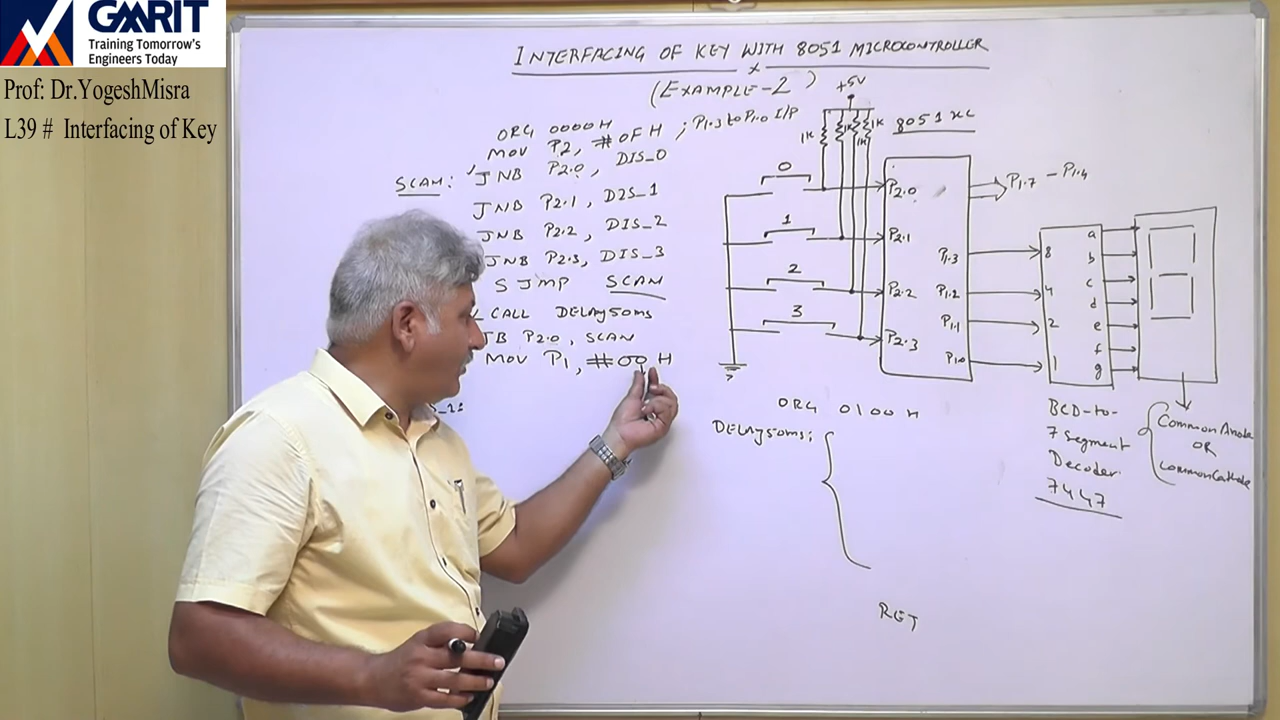 GMRIT
Training Tomorrow's
Engineers Today
Prof: Dr.YogeshMisra
L39 # Interfacing of Key
INTERFACING OF KEY WITH 8051 MICROCONTROLLER
(EXAMPLE-2)
ORG 0000H
MOV P2, #0FH ; P1.3 to P1.0 I/P
SCAN: JNB P2.0, DIS_0
JNB P2.1, DIS_1
JNB P2.2, DIS_2
JNB P2.3, DIS_3
SJMP SCAN
CALL DELAY50ms
JB P2.0, SCAN
MOV P1, #00H
+5V
1K
1K
1K
1K
8051 μC
0
1
2
3
P2.0
P2.1
P2.2
P2.3
P1.7 - P1.4
P1.3
P1.2
P1.1
P1.0
8
4
2
1
a
b
c
d
e
f
g
BCD-to-
7 Segment
Decoder
7447
Common Anode
OR
Common Cathode
ORG 0100H
DELAY50ms:
RET